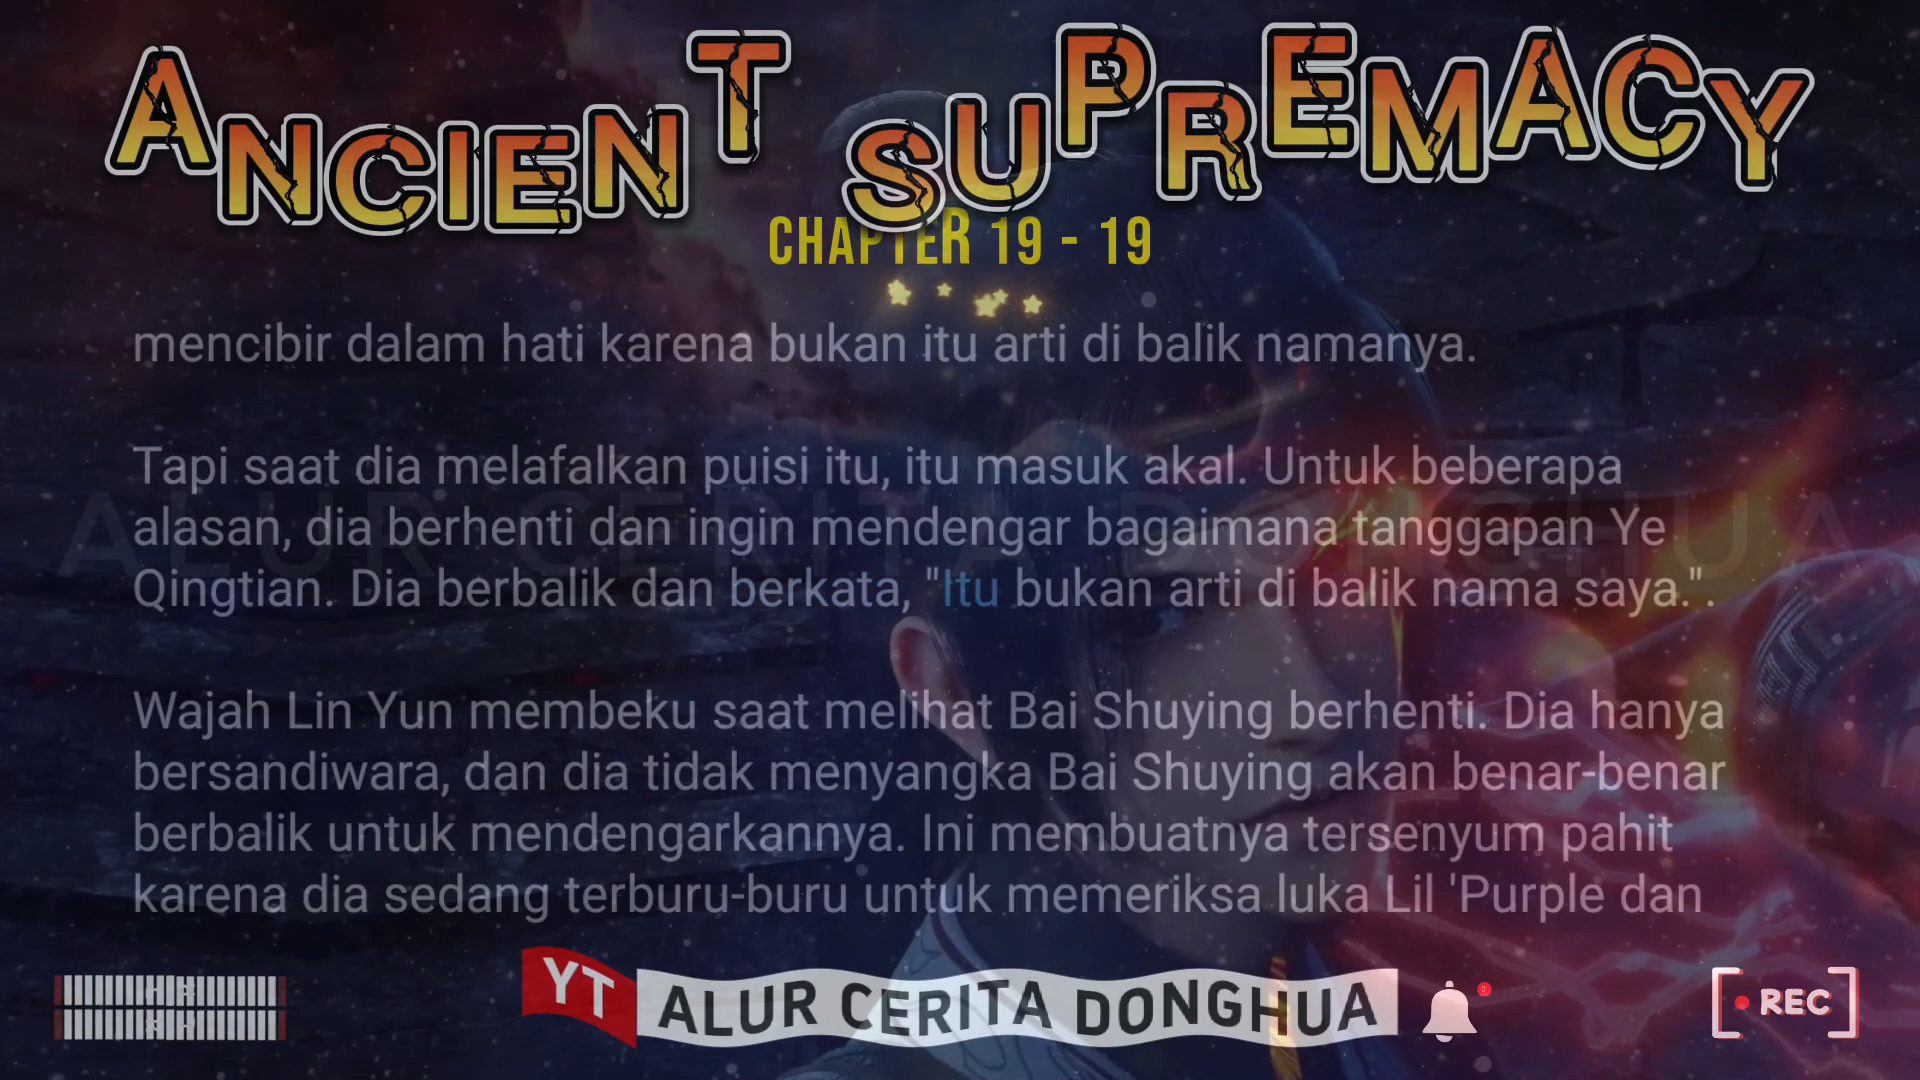 ANCIENT SUPREMACY
CHAPTER 19 - 19
mencibir dalam hati karena bukan itu arti di balik namanya.
Tapi saat dia melafalkan puisi itu, itu masuk akal. Untuk beberapa
alasan, dia berhenti dan ingin mendengar bagaimana tanggapan Ye
Qingtian. Dia berbalik dan berkata, "Itu bukan arti di balik nama saya.".
ALUR CERITA DONGHUA
Wajah Lin Yun membeku saat melihat Bai Shuying berhenti. Dia hanya
bersandiwara, dan dia tidak menyangka Bai Shuying akan benar-benar
berbalik untuk mendengarkannya. Ini membuatnya tersenyum pahit
karena dia sedang terburu-buru untuk memeriksa luka Lil 'Purple dan
YT ALUR CERITA DONGHUA
REC